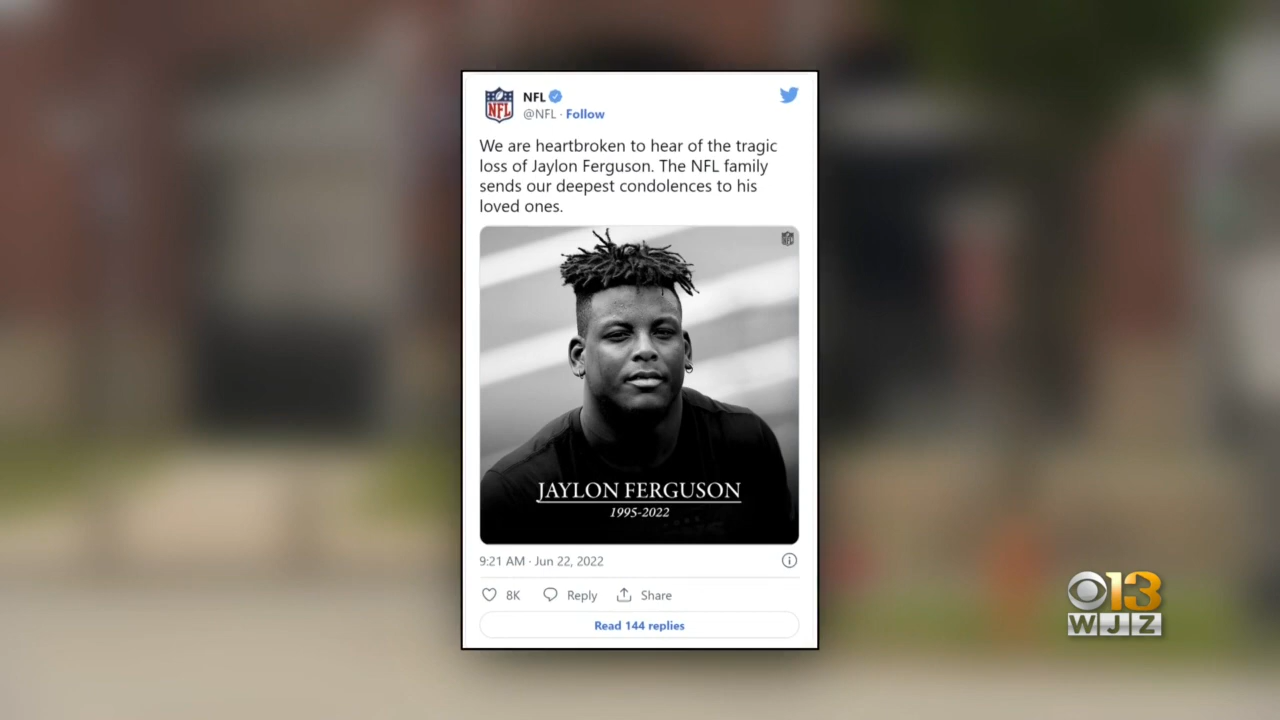 NFL
@NFL · Follow
We are heartbroken to hear of the tragic
loss of Jaylon Ferguson. The NFL family
sends our deepest condolences to his
loved ones.
NFL
NFL
JAYLON FERGUSON
1995-2022
9:21 AM · Jun 22, 2022
8K Reply Share
Read 144 replies
13
WJZ